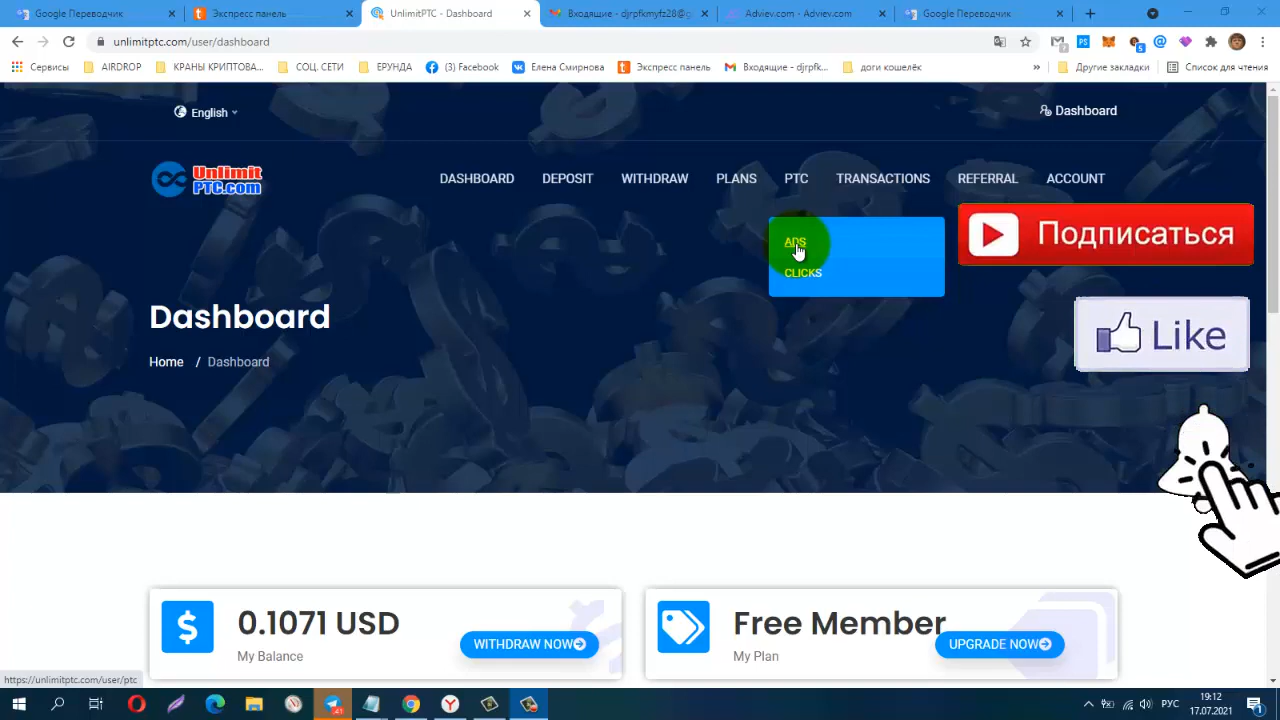 Google Переводчик
Экспресс панель
UnlimitPTC - Dashboard
Входящие - djrpfkmyfz28@g
Adviev.com - Adviev.com
Google Переводчик
unlimitptc.com/user/dashboard
Сервисы
AIRDROP
КРАНЫ КРИПТОВА...
СОЦ. СЕТИ
ЕРУНДА
(3) Facebook
Елена Смирнова
Экспресс панель
Входящие - djrpfk...
доги кошелёк
»
Другие закладки
Список для чтения
English
Dashboard
Unlimit
PTC.com
DASHBOARD
DEPOSIT
WITHDRAW
PLANS
PTC
TRANSACTIONS
REFERRAL
ACCOUNT
ADS
CLICKS
Подписаться
Like
Dashboard
Home / Dashboard
0.1071 USD
My Balance
WITHDRAW NOW
Free Member
My Plan
UPGRADE NOW
https://unlimitptc.com/user/ptc
РУС
19:12
17.07.2021